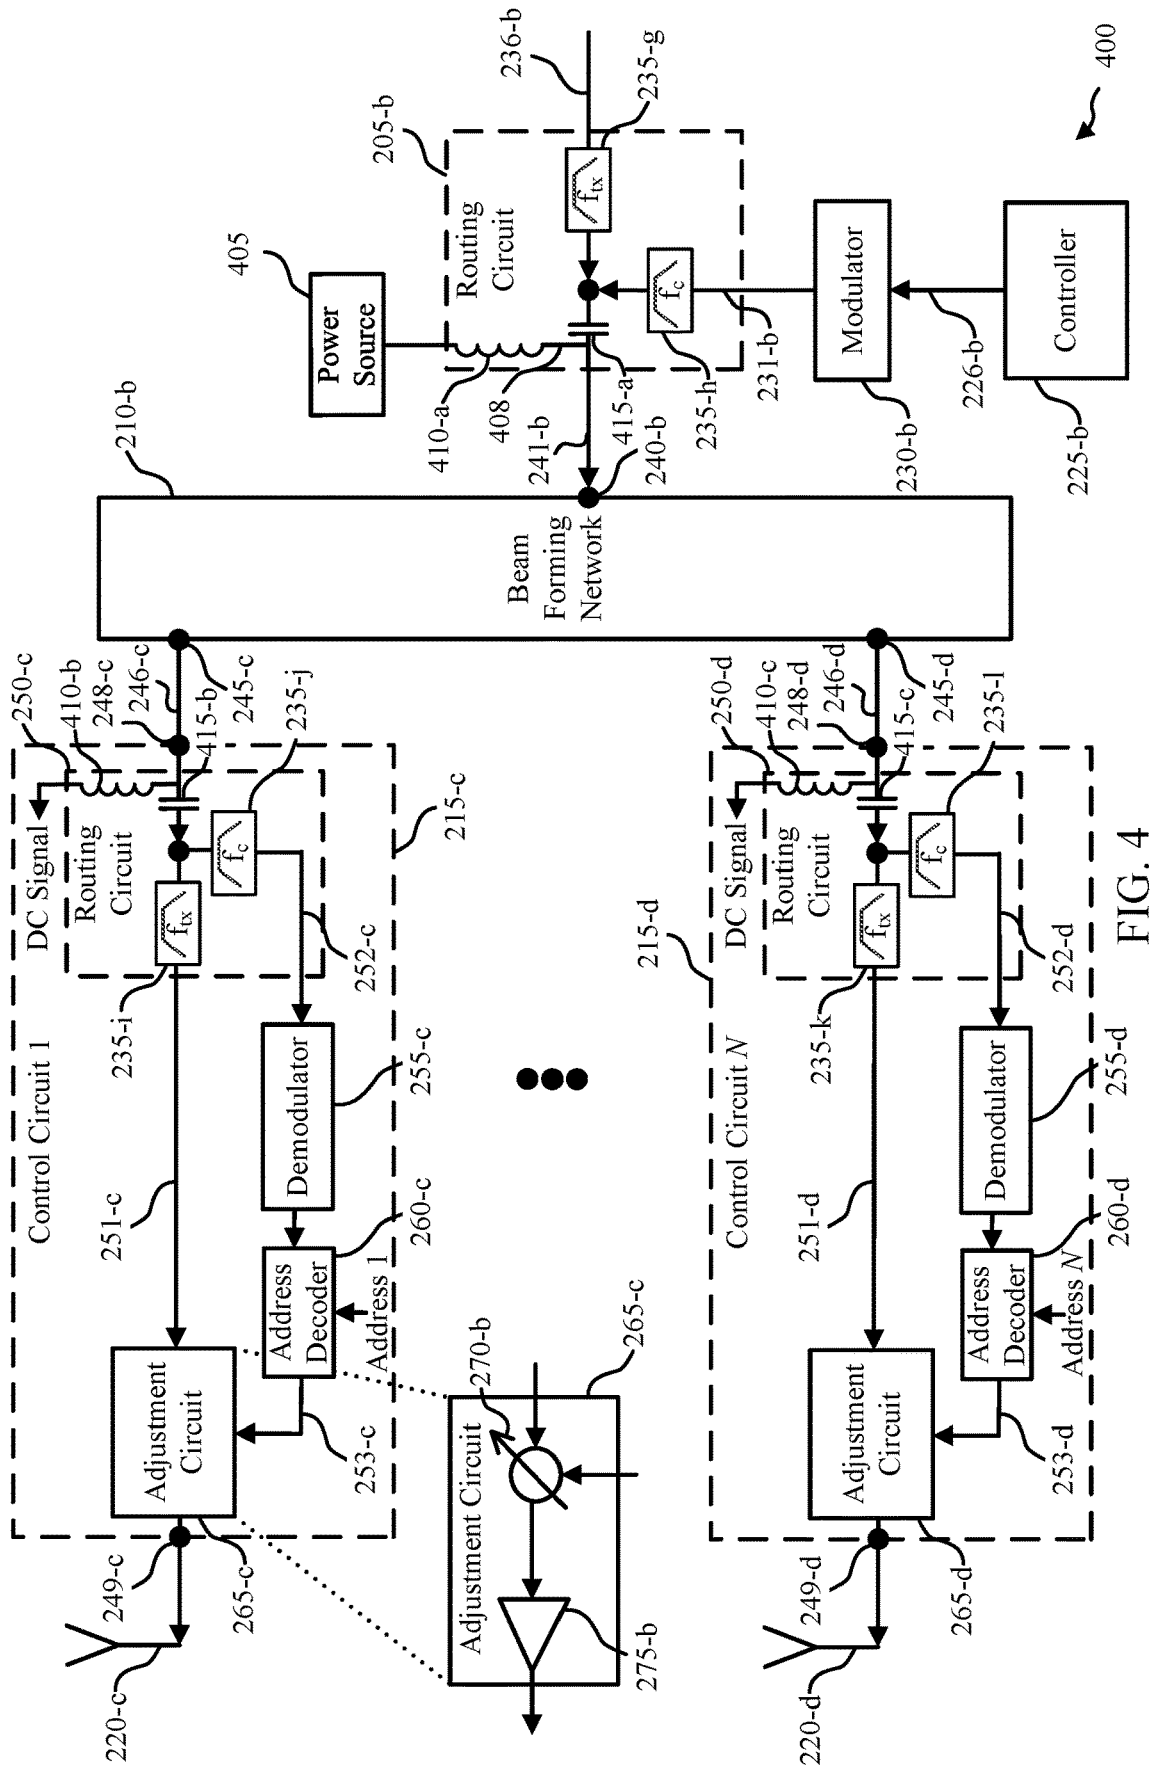 400
236-b
235-g
205-b
f_tx
Routing
Circuit
405
Power
Source
f_c
410-a
408
241-b
415-a
240-b
235-h
231-b
Modulator
226-b
Controller
230-b
225-b
210-b
Beam
Forming
Network
250-c
410-b
248-c
246-c
415-b
245-c
235-j
DC Signal
Routing
Circuit
f_tx
f_c
215-c
235-i
252-c
Control Circuit 1
251-c
Demodulator
255-c
260-c
Address
Decoder
Address 1
Adjustment
Circuit
253-c
249-c
265-c
220-c
265-c
270-b
Adjustment Circuit
275-b
250-d
410-c
248-d
246-d
415-c
245-d
235-l
DC Signal
Routing
Circuit
f_tx
f_c
215-d
235-k
252-d
Control Circuit N
251-d
Demodulator
255-d
260-d
Address
Decoder
Address N
Adjustment
Circuit
253-d
249-d
265-d
220-d
FIG. 4